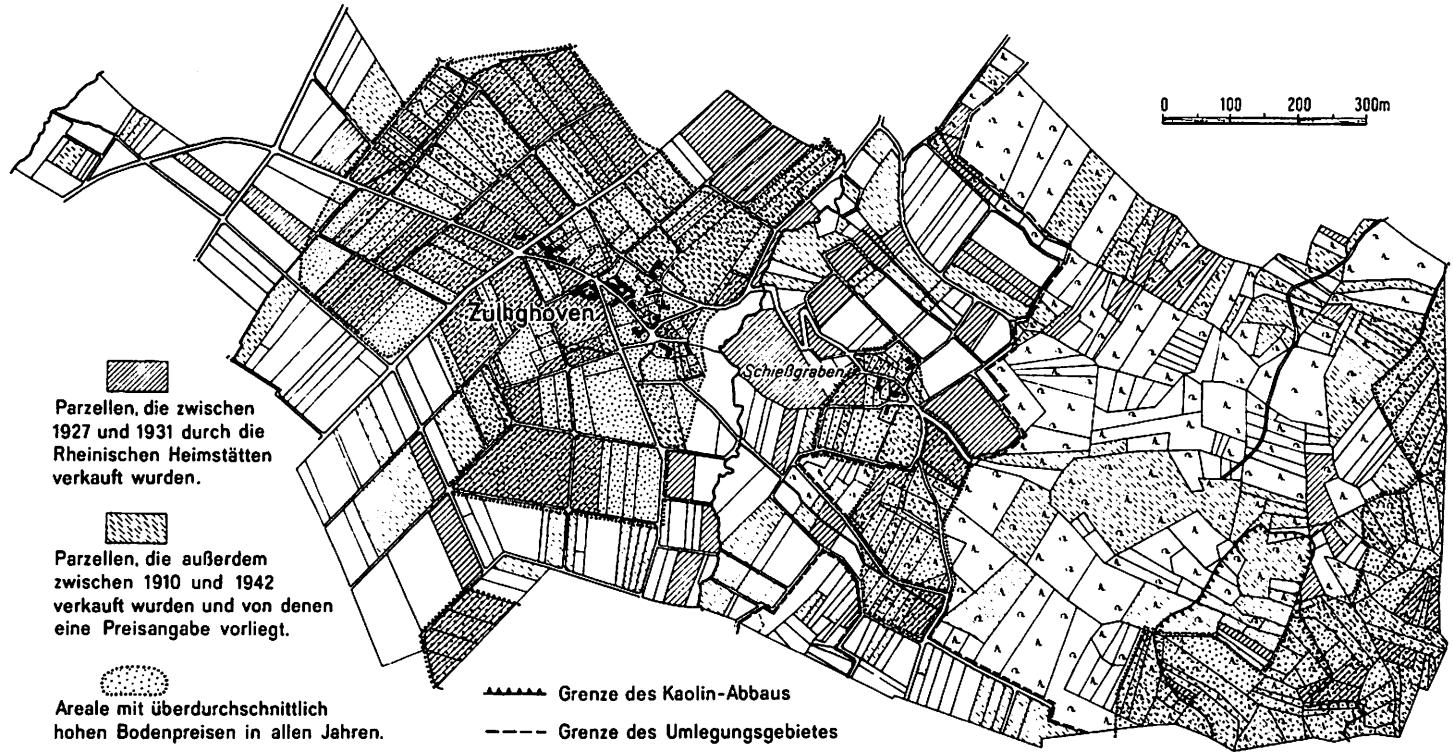 0 100 200 300m
Züllighoven
Schießgraben
Parzellen, die zwischen
1927 und 1931 durch die
Rheinischen Heimstätten
verkauft wurden.
Parzellen, die außerdem
zwischen 1910 und 1942
verkauft wurden und von denen
eine Preisangabe vorliegt.
Areale mit überdurchschnittlich
hohen Bodenpreisen in allen Jahren.
Grenze des Kaolin-Abbaus
Grenze des Umlegungsgebietes